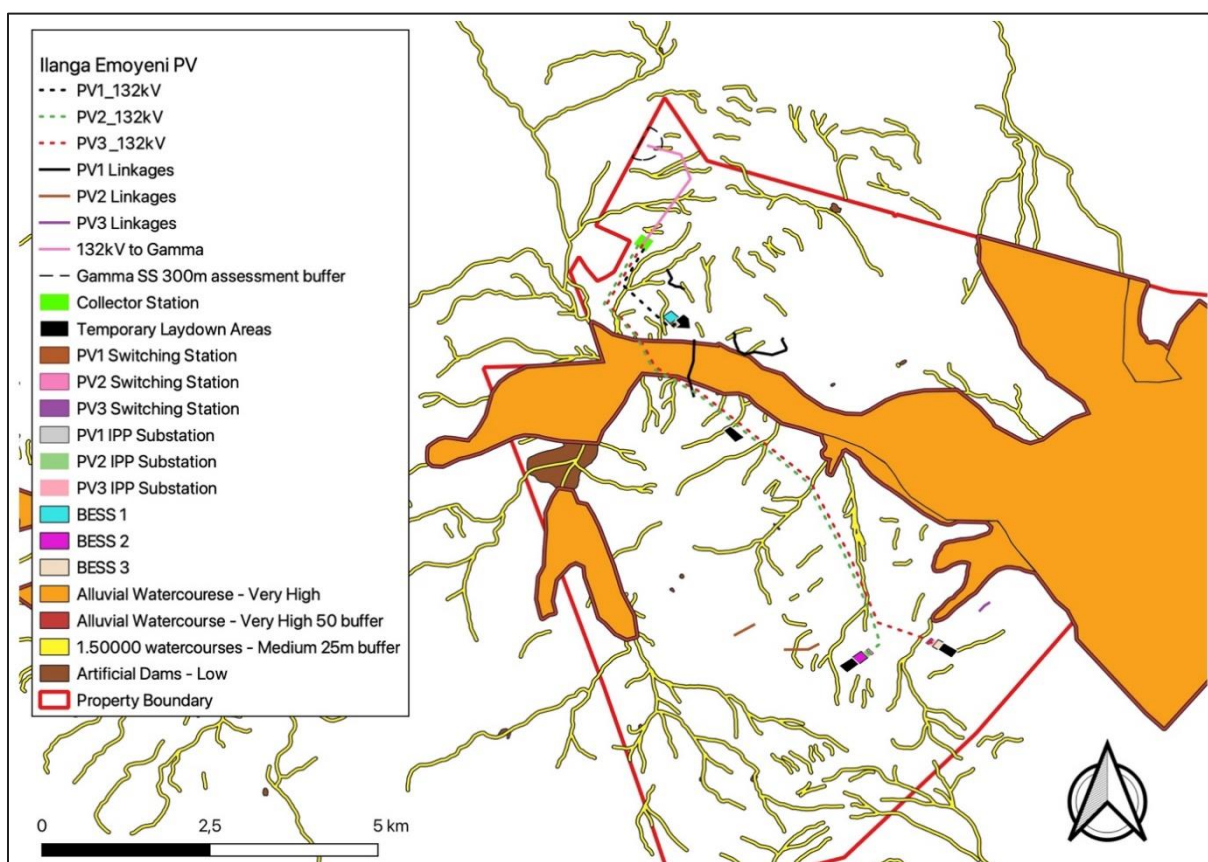 Ilanga Emoyeni PV
PV1_132kV
PV2_132kV
PV3_132kV
PV1 Linkages
PV2 Linkages
PV3 Linkages
132kV to Gamma
Gamma SS 300m assessment buffer
Collector Station
Temporary Laydown Areas
PV1 Switching Station
PV2 Switching Station
PV3 Switching Station
PV1 IPP Substation
PV2 IPP Substation
PV3 IPP Substation
BESS 1
BESS 2
BESS 3
Alluvial Watercourese - Very High
Alluvial Watercourse - Very High 50 buffer
1:50000 watercourses - Medium 25m buffer
Artificial Dams - Low
Property Boundary
0 2,5 5 km